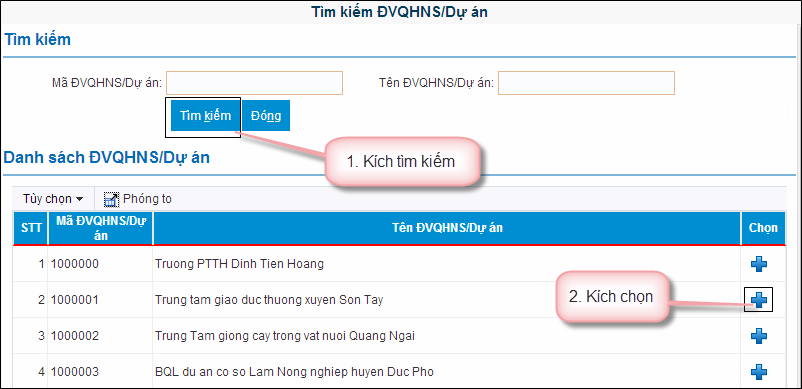 Tìm kiếm ĐVQHNS/Dự án
Tìm kiếm
Mã ĐVQHNS/Dự án: Tên ĐVQHNS/Dự án:
Tìm kiếm Đóng
1. Kích tìm kiếm
Danh sách ĐVQHNS/Dự án
Tùy chọn Phóng to
STT Mã ĐVQHNS/Dự án Tên ĐVQHNS/Dự án Chọn
1 1000000 Truong PTTH Dinh Tien Hoang
2 1000001 Trung tam giao duc thuong xuyen Son Tay
2. Kích chọn
3 1000002 Trung Tam giong cay trong vat nuoi Quang Ngai
4 1000003 BQL du an co so Lam Nong nghiep huyen Duc Pho